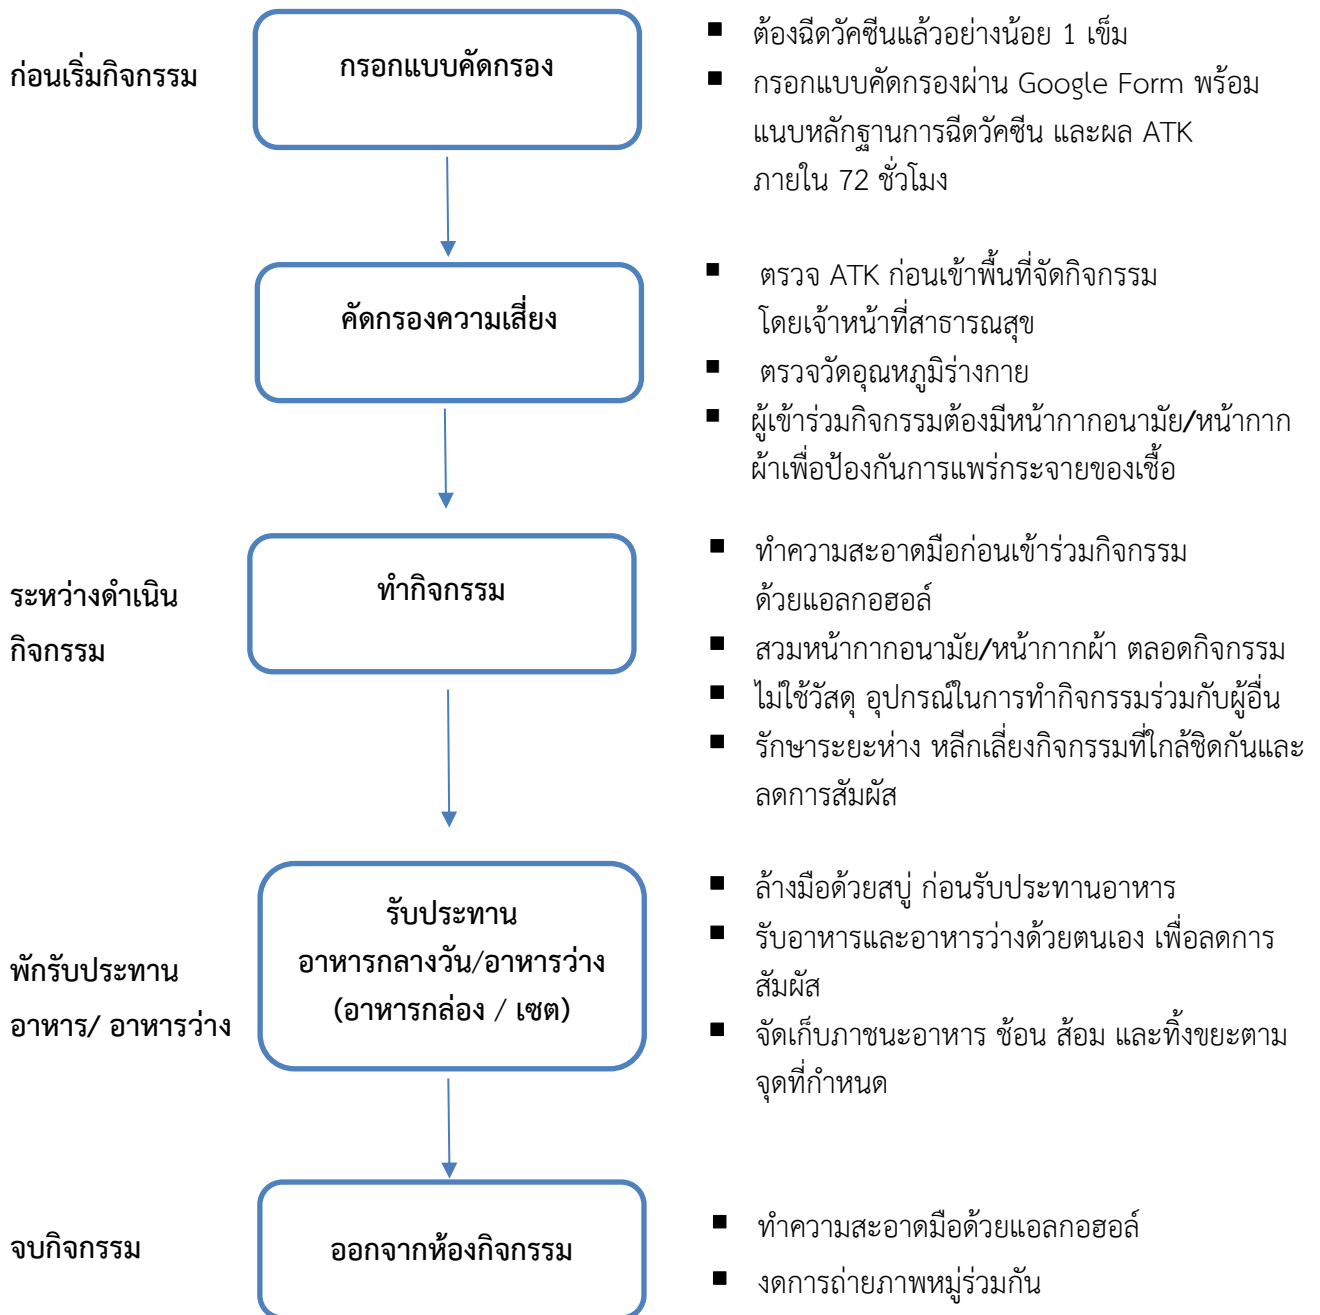 ก่อนเริ่มกิจกรรม
กรอกแบบคัดกรอง
■ ต้องฉีดวัคซีนแล้วอย่างน้อย 1 เข็ม
■ กรอกแบบคัดกรองผ่าน Google Form พร้อม
แนบหลักฐานการฉีดวัคซีน และผล ATK
ภายใน 72 ชั่วโมง
คัดกรองความเสี่ยง
■ ตรวจ ATK ก่อนเข้าพื้นที่จัดกิจกรรม
โดยเจ้าหน้าที่สาธารณสุข
■ ตรวจวัดอุณหภูมิร่างกาย
■ ผู้เข้าร่วมกิจกรรมต้องมีหน้ากากอนามัย/หน้ากาก
ผ้าเพื่อป้องกันการแพร่กระจายของเชื้อ
ระหว่างดำเนิน
กิจกรรม
ทำกิจกรรม
■ ทำความสะอาดมือก่อนเข้าร่วมกิจกรรม
ด้วยแอลกอฮอล์
■ สวมหน้ากากอนามัย/หน้ากากผ้า ตลอดกิจกรรม
■ ไม่ใช้วัสดุ อุปกรณ์ในการทำกิจกรรมร่วมกับผู้อื่น
■ รักษาระยะห่าง หลีกเลี่ยงกิจกรรมที่ใกล้ชิดกันและ
ลดการสัมผัส
พักรับประทาน
อาหาร/ อาหารว่าง
รับประทาน
อาหารกลางวัน/อาหารว่าง
(อาหารกล่อง / เซต)
■ ล้างมือด้วยสบู่ ก่อนรับประทานอาหาร
■ รับอาหารและอาหารว่างด้วยตนเอง เพื่อลดการ
สัมผัส
■ จัดเก็บภาชนะอาหาร ช้อน ส้อม และทิ้งขยะตาม
จุดที่กำหนด
จบกิจกรรม
ออกจากห้องกิจกรรม
■ ทำความสะอาดมือด้วยแอลกอฮอล์
■ งดการถ่ายภาพหมู่ร่วมกัน